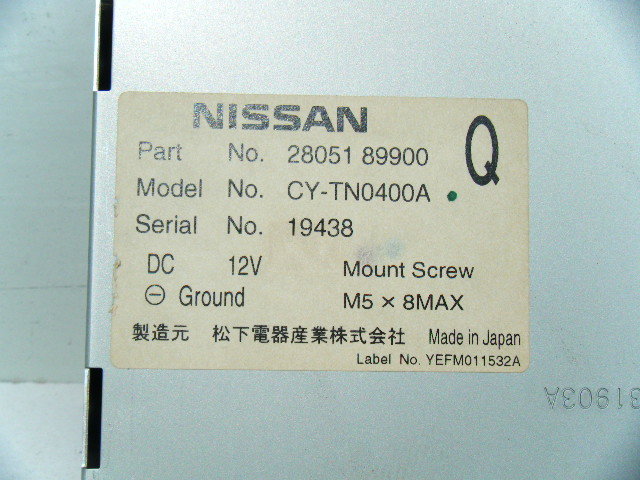 NISSAN
Q
Part No. 28051 89900
Model No. CY-TN0400A
Serial No. 19438
DC 12V Mount Screw
⊖ Ground M5 × 8MAX
製造元 松下電器産業株式会社 Made in Japan
Label No. YEFM011532A